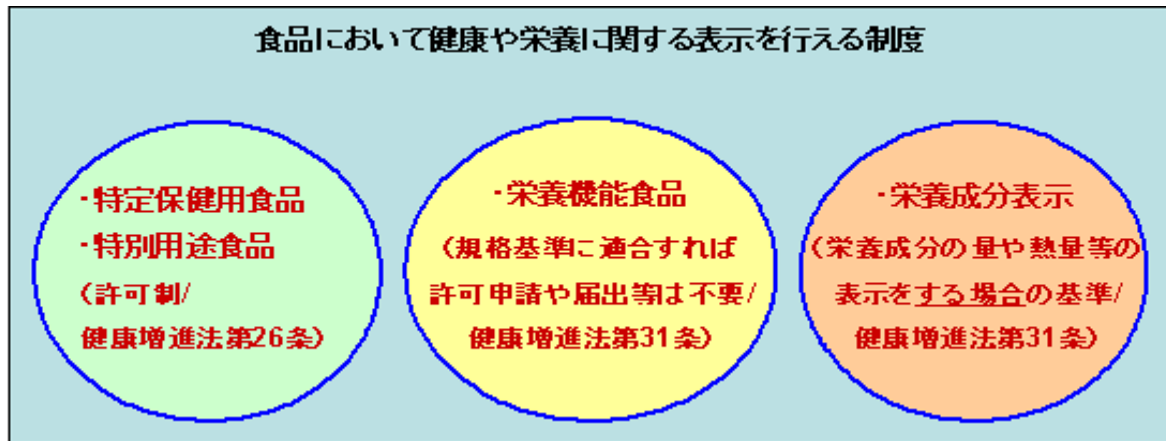 食品において健康や栄養に関する表示を行える制度
・特定保健用食品
・特別用途食品
（許可制/
健康増進法第26条）
・栄養機能食品
（規格基準に適合すれば
許可申請や届出等は不要/
健康増進法第31条）
・栄養成分表示
（栄養成分の量や熱量等の
表示をする場合の基準/
健康増進法第31条）